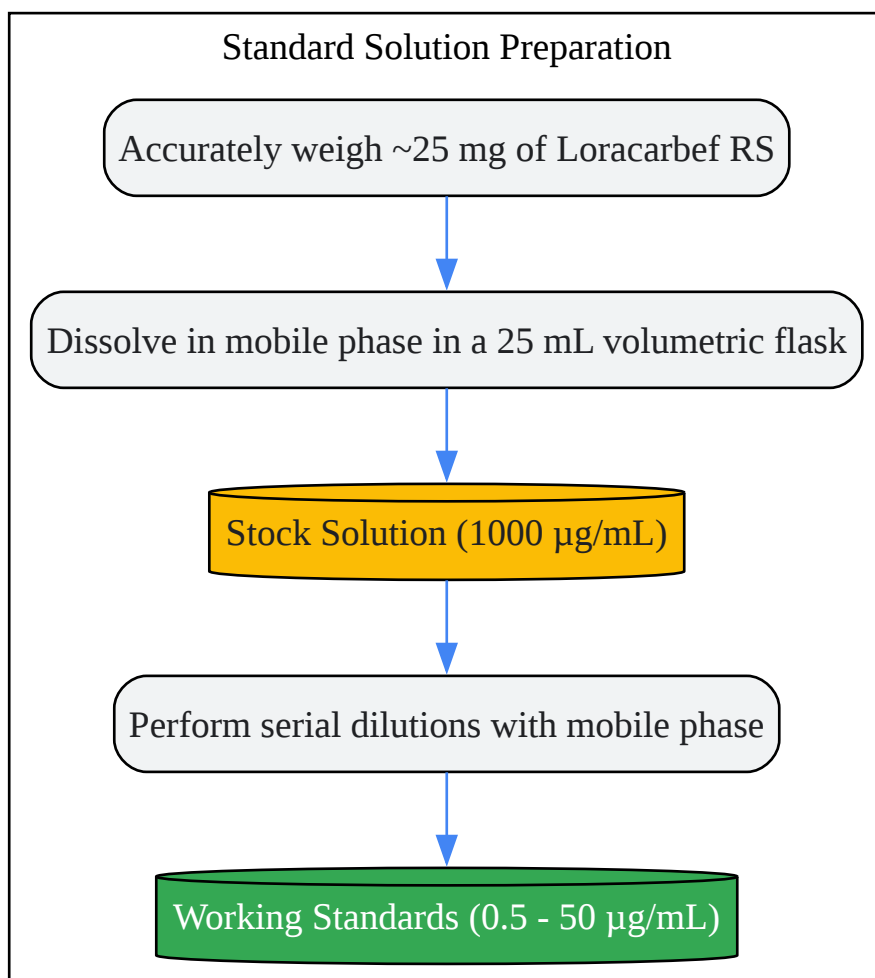 Standard Solution Preparation
Accurately weigh ~25 mg of Loracarbef RS
Dissolve in mobile phase in a 25 mL volumetric flask
Stock Solution (1000 µg/mL)
Perform serial dilutions with mobile phase
Working Standards (0.5 - 50 µg/mL)